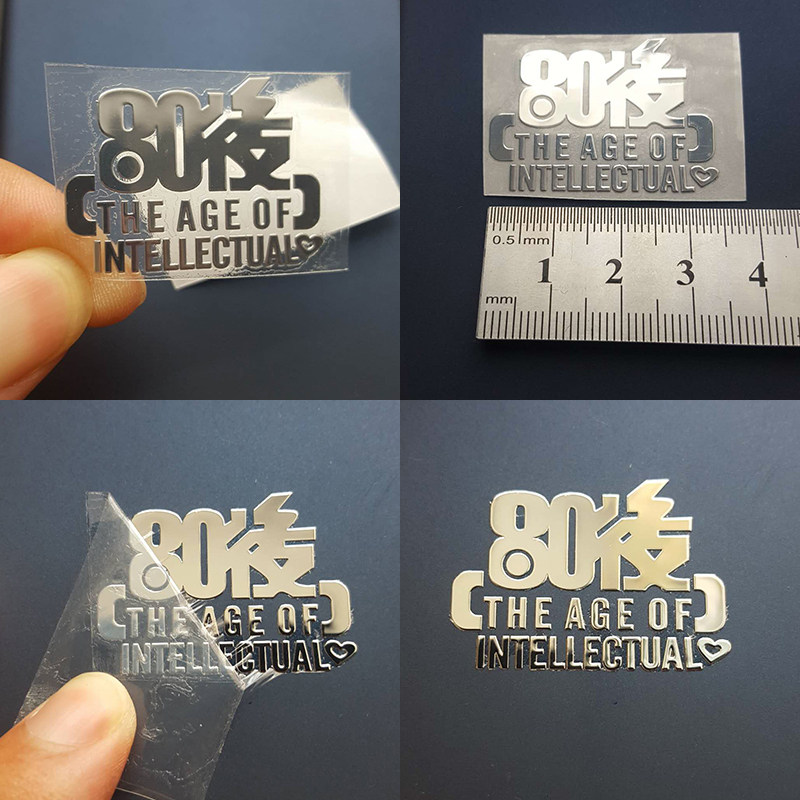 80後
THE AGE OF
INTELLECTUAL
80後
THE AGE OF
INTELLECTUAL
0.5 mm
1 2 3 4
mm
80後
THE AGE OF
INTELLECTUAL
80後
THE AGE OF
INTELLECTUAL